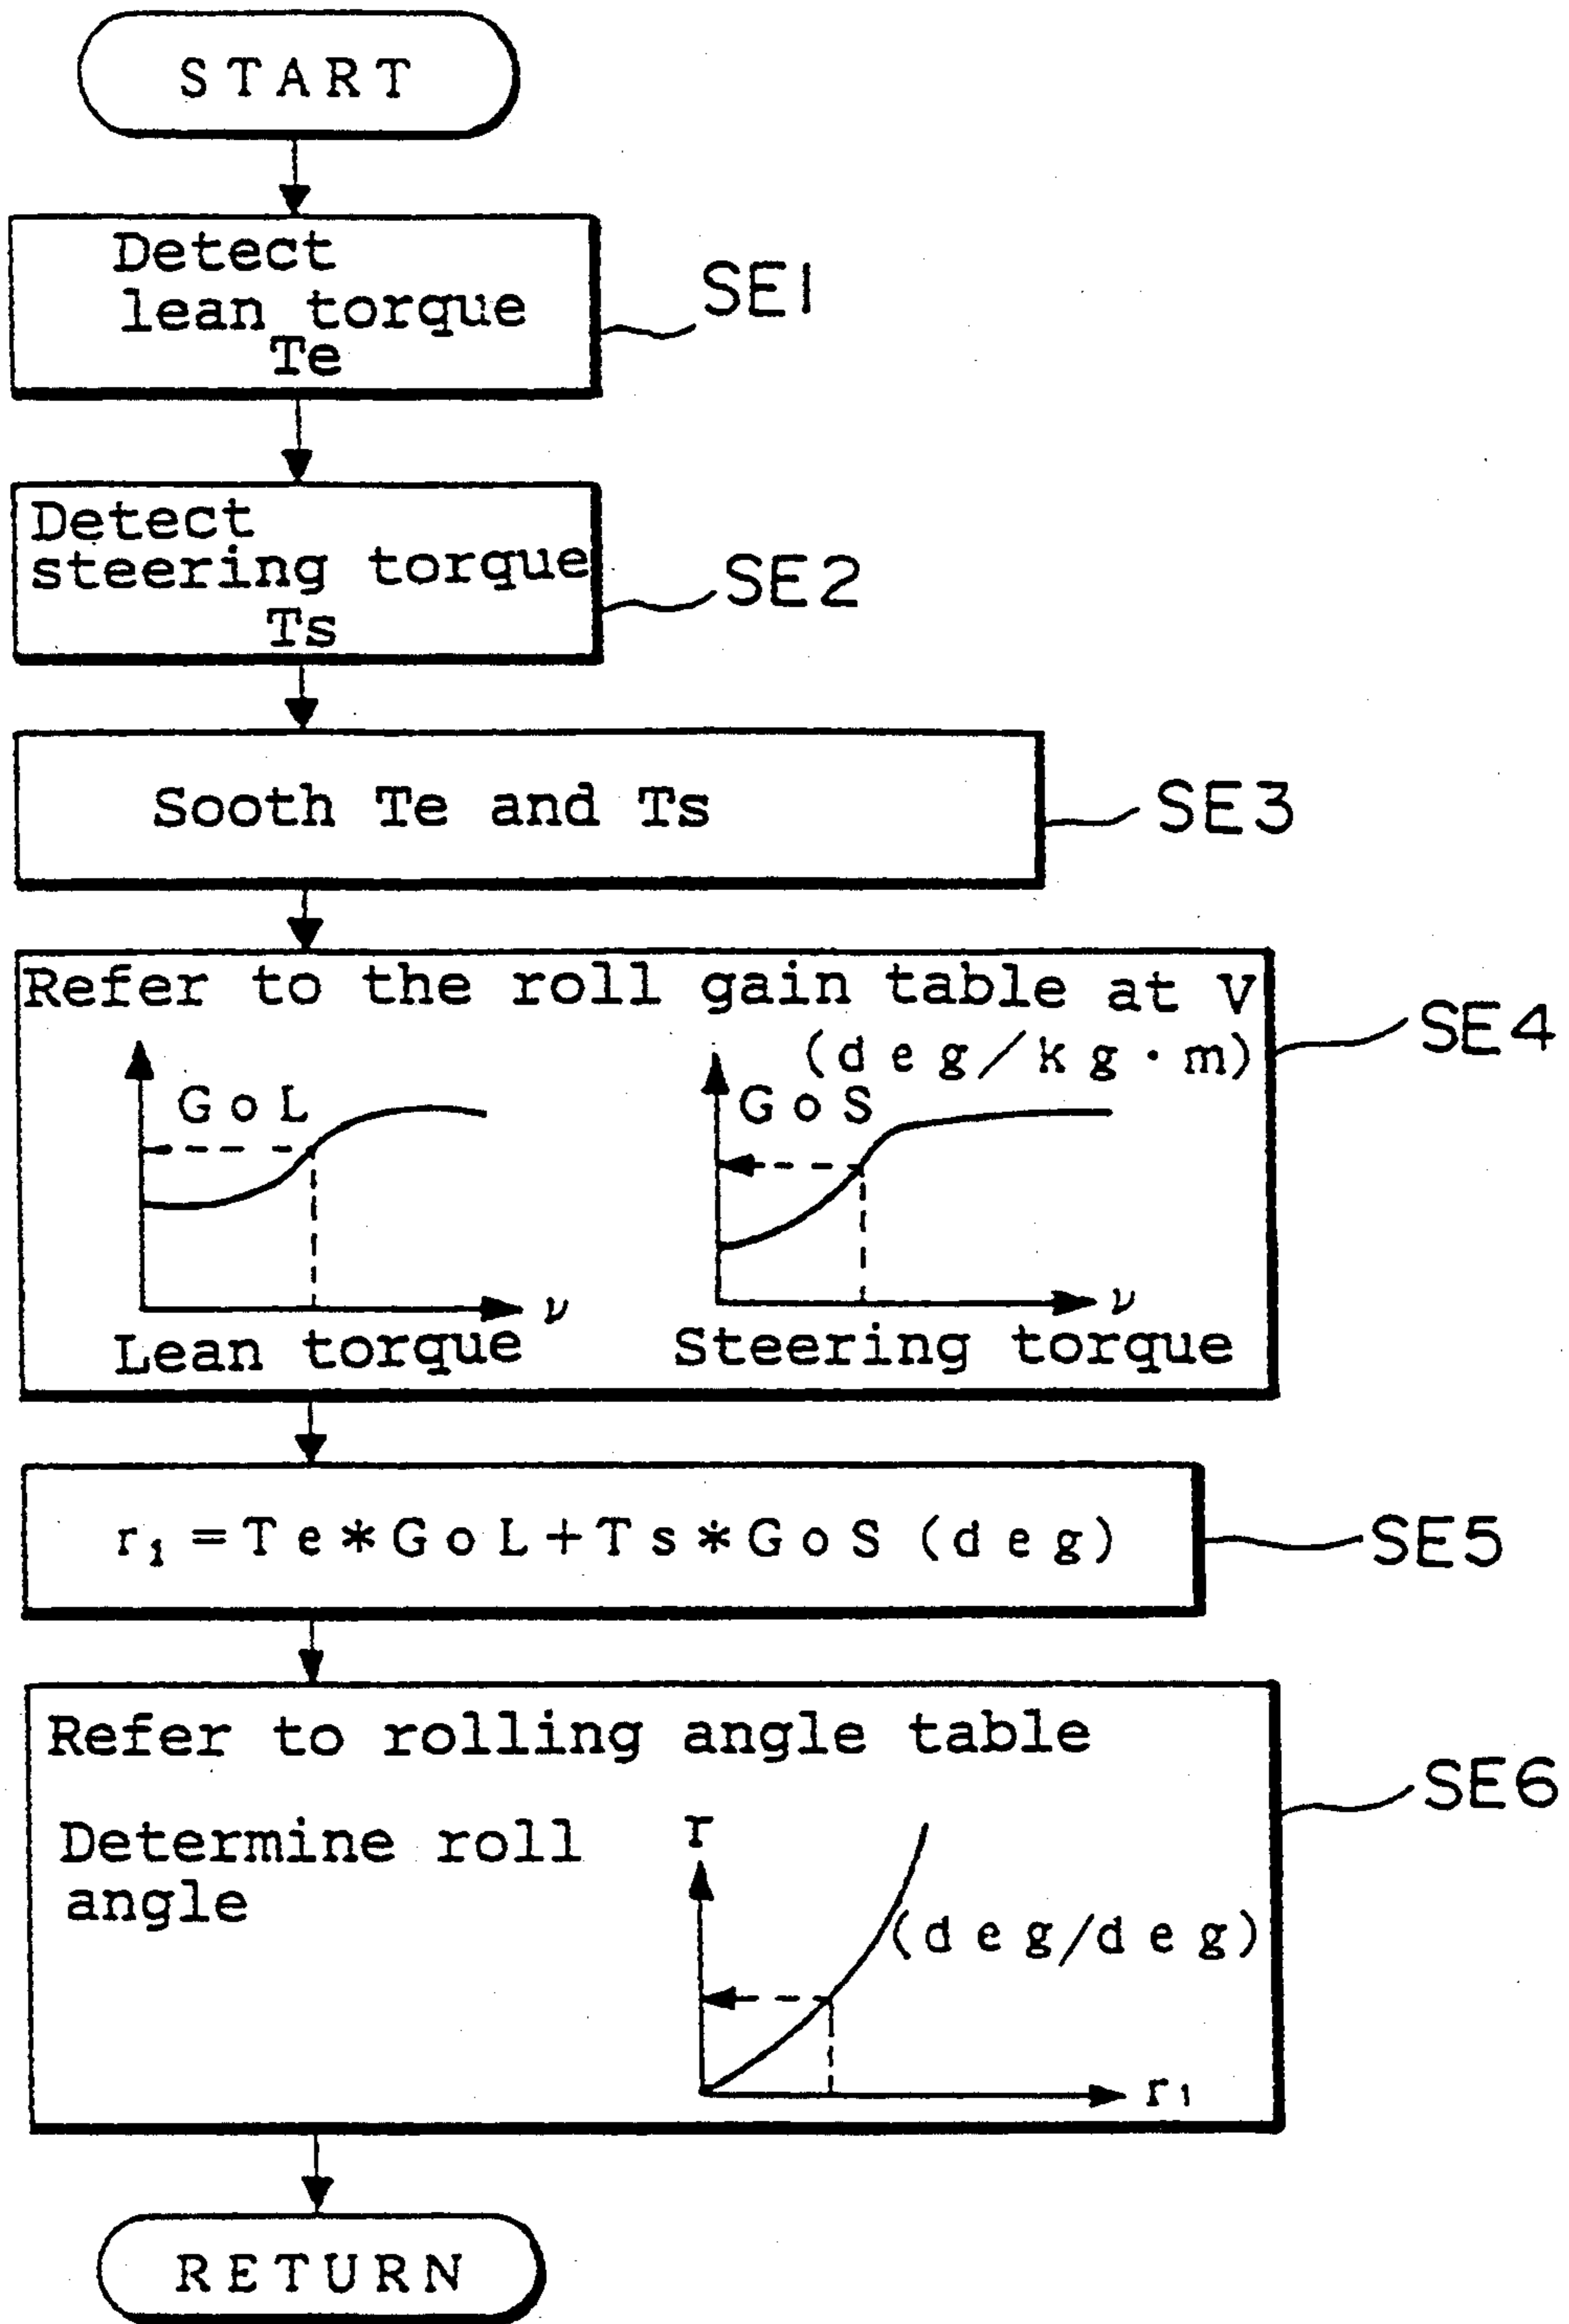 START
Detect
lean torque
Te
SE1
Detect
steering torque
Ts
SE2
Sooth Te and Ts
SE3
Refer to the roll gain table at V
(deg/kg·m)
SE4
GoL
GoS
ν
ν
Lean torque
Steering torque
r₁=Te*GoL+Ts*GoS(deg)
SE5
Refer to rolling angle table
SE6
Determine roll
angle
r
(deg/deg)
r₁
RETURN